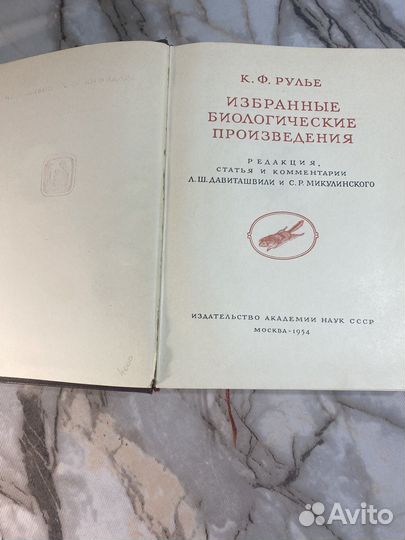 К. Ф. РУЛЬЕ
ИЗБРАННЫЕ
БИОЛОГИЧЕСКИЕ
ПРОИЗВЕДЕНИЯ
РЕДАКЦИЯ,
СТАТЬЯ И КОММЕНТАРИИ
Л. Ш. ДАВИТАШВИЛИ И С. Р. МИКУЛИНСКОГО
ИЗДАТЕЛЬСТВО АКАДЕМИИ НАУК СССР
МОСКВА - 1954
Avito